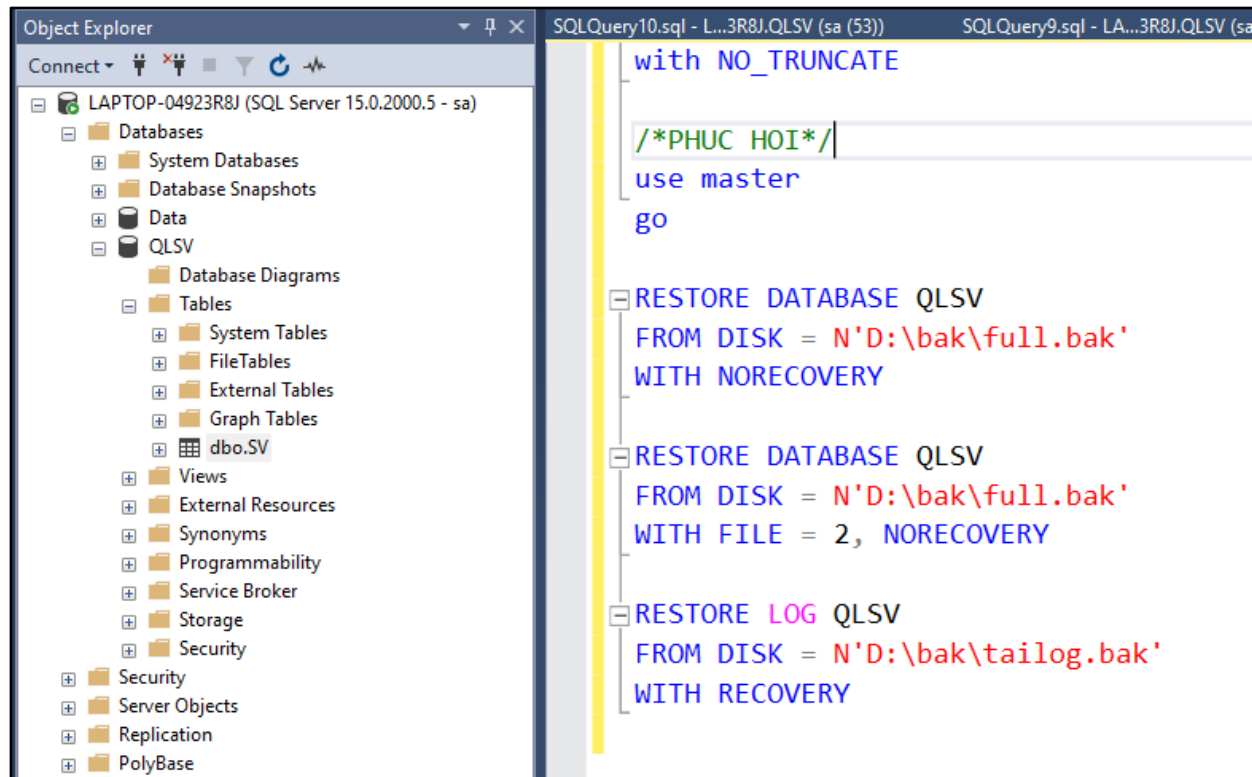 Object Explorer
Connect
LAPTOP-04923R8J (SQL Server 15.0.2000.5 - sa)
Databases
System Databases
Database Snapshots
Data
QLSV
Database Diagrams
Tables
System Tables
FileTables
External Tables
Graph Tables
dbo.SV
Views
External Resources
Synonyms
Programmability
Service Broker
Storage
Security
Security
Server Objects
Replication
PolyBase
SQLQuery10.sql - L...3R8J.QLSV (sa (53))
SQLQuery9.sql - LA...3R8J.QLSV (sa
with NO_TRUNCATE
/*PHUC HOI*/
use master
go
RESTORE DATABASE QLSV
FROM DISK = N'D:\bak\full.bak'
WITH NORECOVERY
RESTORE DATABASE QLSV
FROM DISK = N'D:\bak\full.bak'
WITH FILE = 2, NORECOVERY
RESTORE LOG QLSV
FROM DISK = N'D:\bak\tailog.bak'
WITH RECOVERY